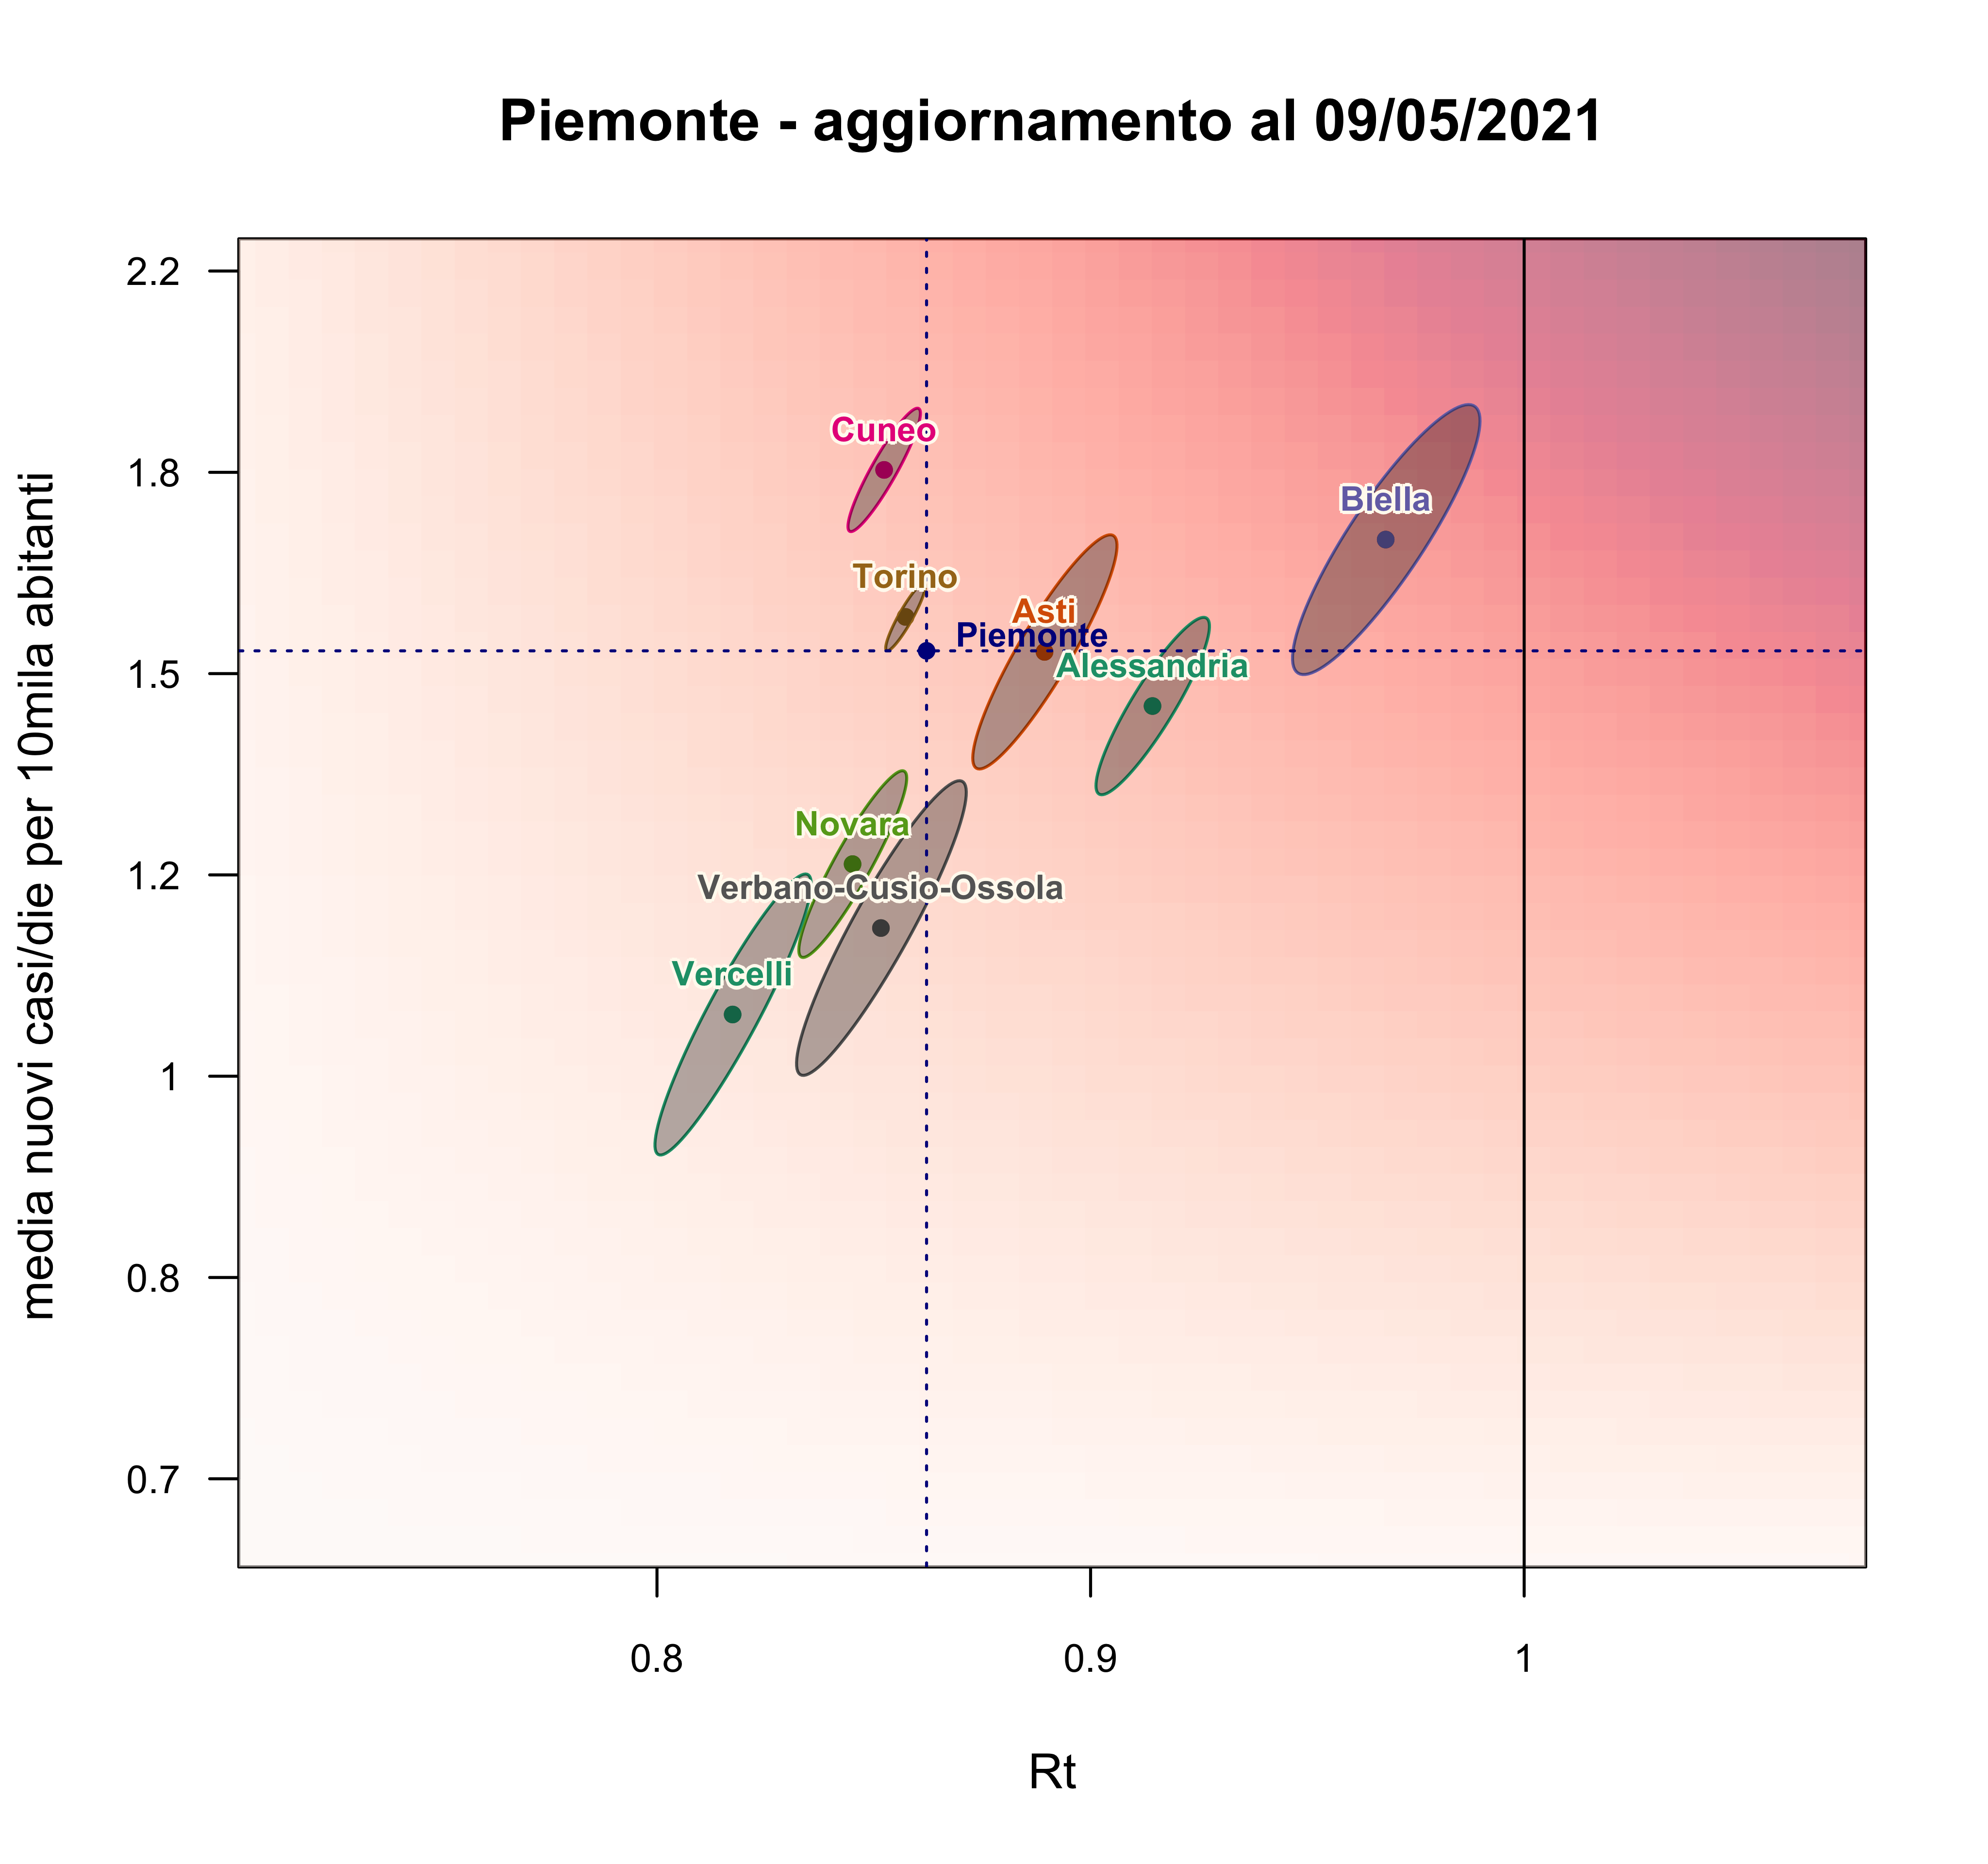 Piemonte - aggiornamento al 09/05/2021
media nuovi casi/die per 10mila abitanti
2.2
1.8
1.5
1.2
1
0.8
0.7
Cuneo
Biella
Torino
Asti
Piemonte
Alessandria
Novara
Verbano-Cusio-Ossola
Vercelli
0.8
0.9
1
Rt